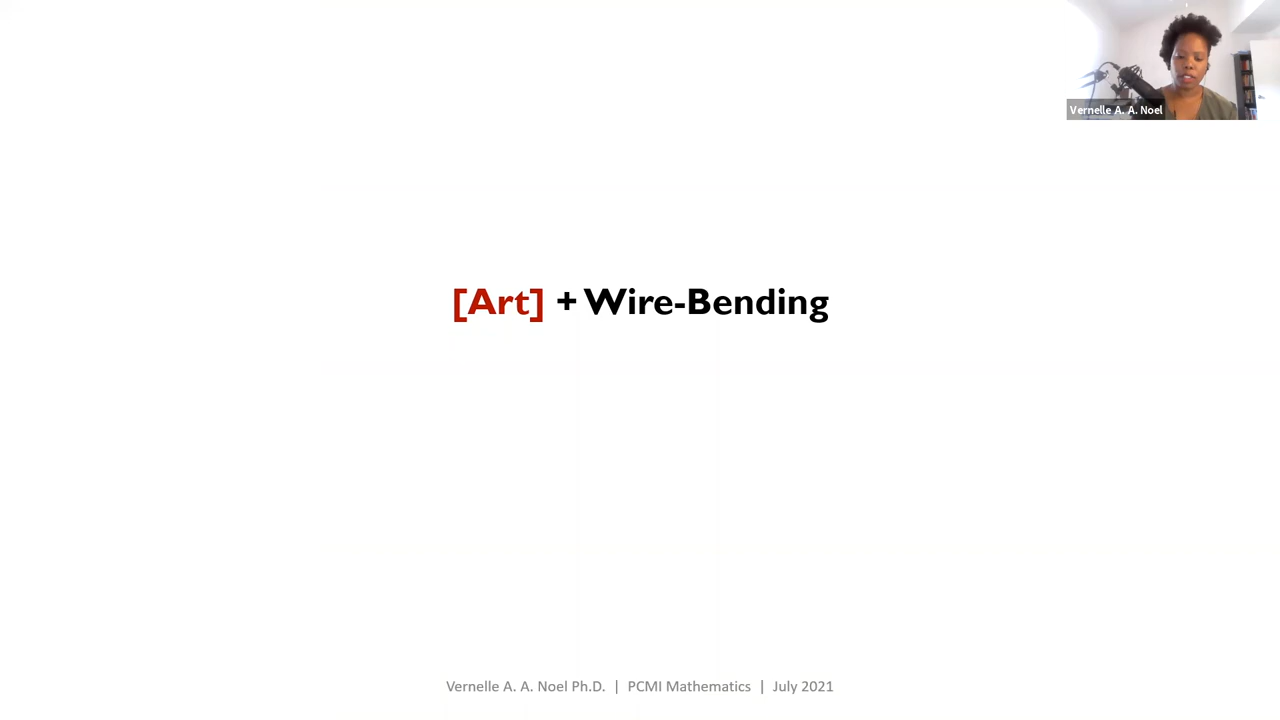 Vernelle A. A. Noel
[Art] + Wire-Bending
Vernelle A. A. Noel Ph.D. | PCMI Mathematics | July 2021